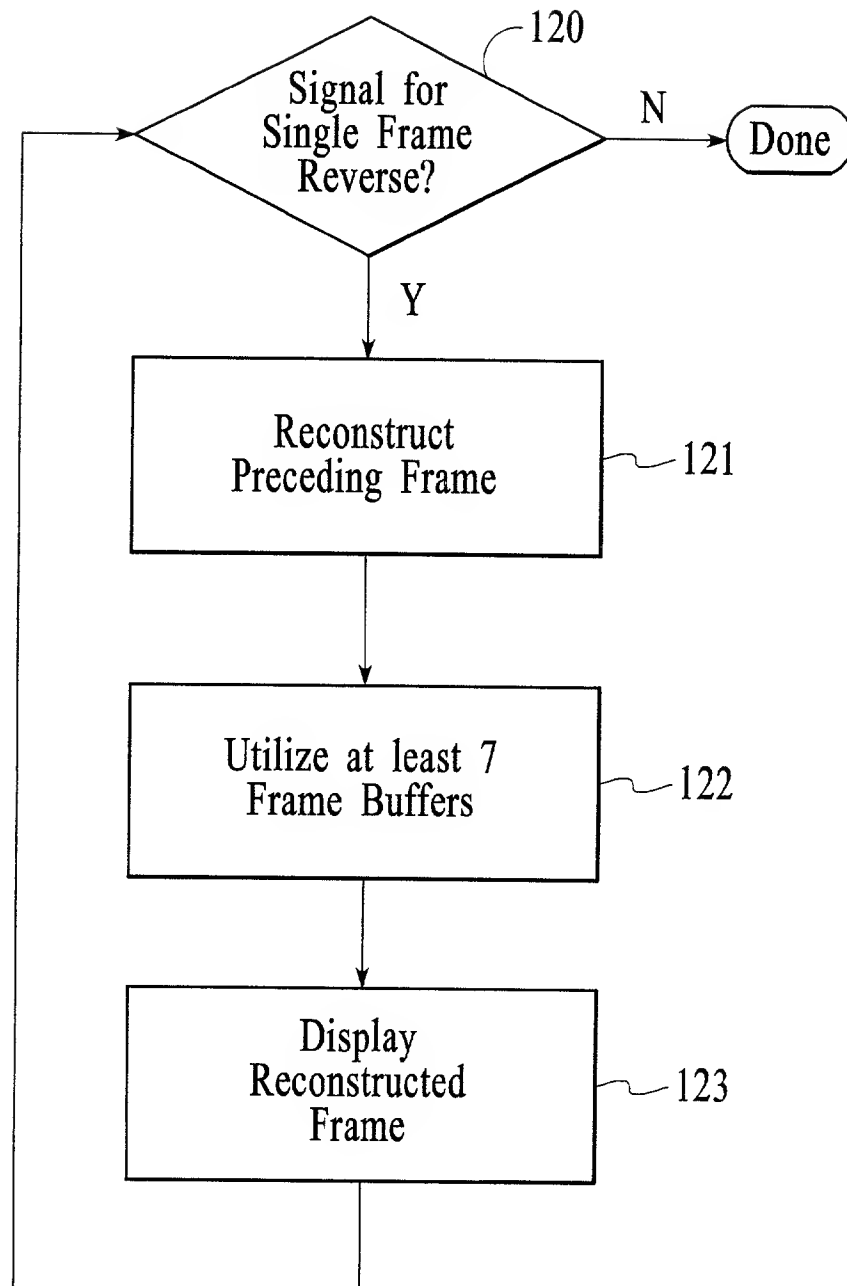 120
Signal for
Single Frame
Reverse?
N
Done
Y
Reconstruct
Preceding Frame
121
Utilize at least 7
Frame Buffers
122
Display
Reconstructed
Frame
123